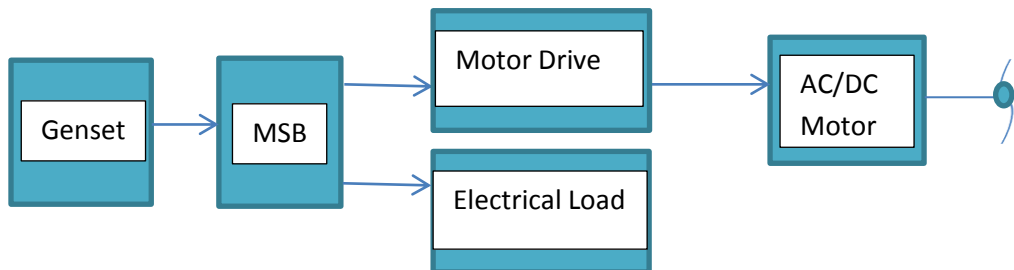 Genset
MSB
Motor Drive
Electrical Load
AC/DC
Motor